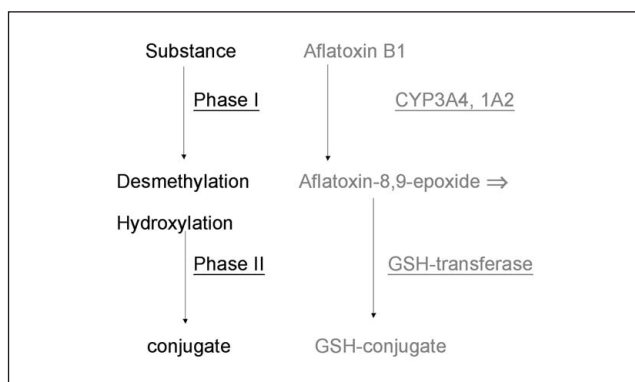 Substance Aflatoxin B1
Phase I CYP3A4, 1A2
Desmethylation Aflatoxin-8,9-epoxide ⇒
Hydroxylation
Phase II GSH-transferase
conjugate GSH-conjugate